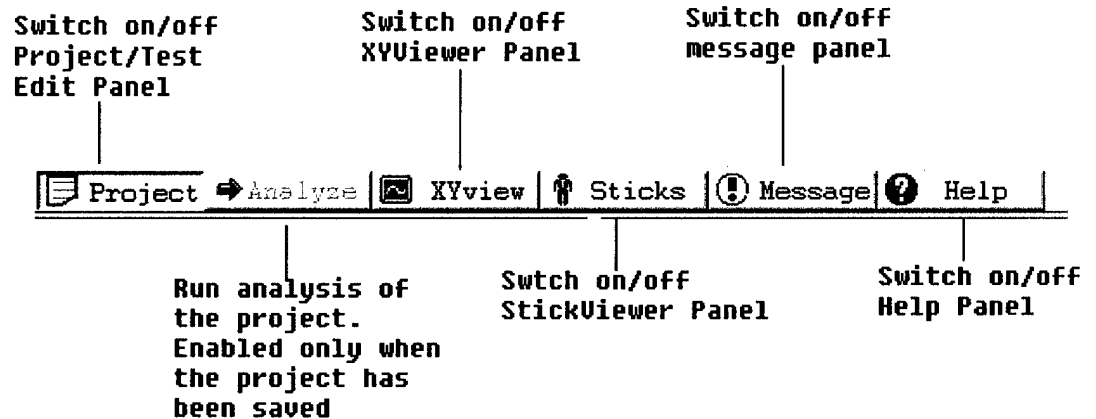 Switch on/off
Project/Test
Edit Panel
Switch on/off
XYViewer Panel
Switch on/off
message panel
Project Analyze XYview Sticks Message Help
Run analysis of
the project.
Enabled only when
the project has
been saved
Swtch on/off
StickViewer Panel
Switch on/off
Help Panel